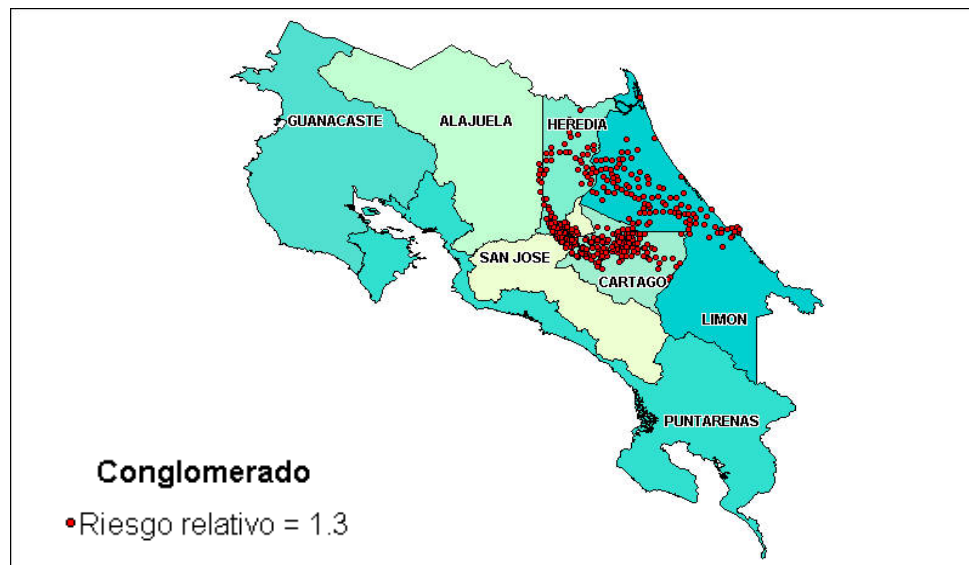 GUANACASTE
ALAJUELA
HEREDIA
SAN JOSE
CARTAGO
LIMON
PUNTARENAS
Conglomerado
Riesgo relativo = 1.3